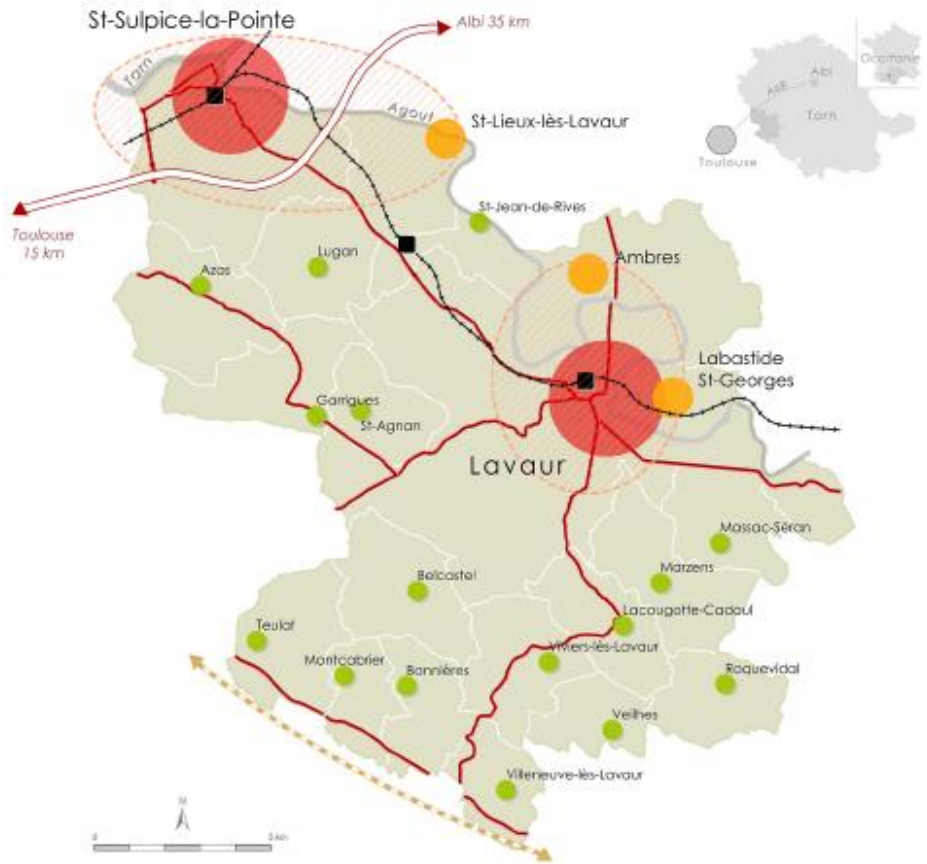 St-Sulpice-la-Pointe
Albi 35 km
Tarn
Agout
St-Lieux-lès-Lavaur
Occitanie
Albi
A68
Tarn
Toulouse
Toulouse
15 km
St-Jean-de-Rives
Lugan
Azas
Ambres
Labastide
St-Georges
Garrigues
St-Agnan
Lavaur
Massac-Séran
Marzens
Belcastel
Lacougotte-Cadoul
Teulat
Viviers-lès-Lavaur
Montcabrier
Bannières
Roquevidal
Veilhes
Villeneuve-lès-Lavaur
N
0